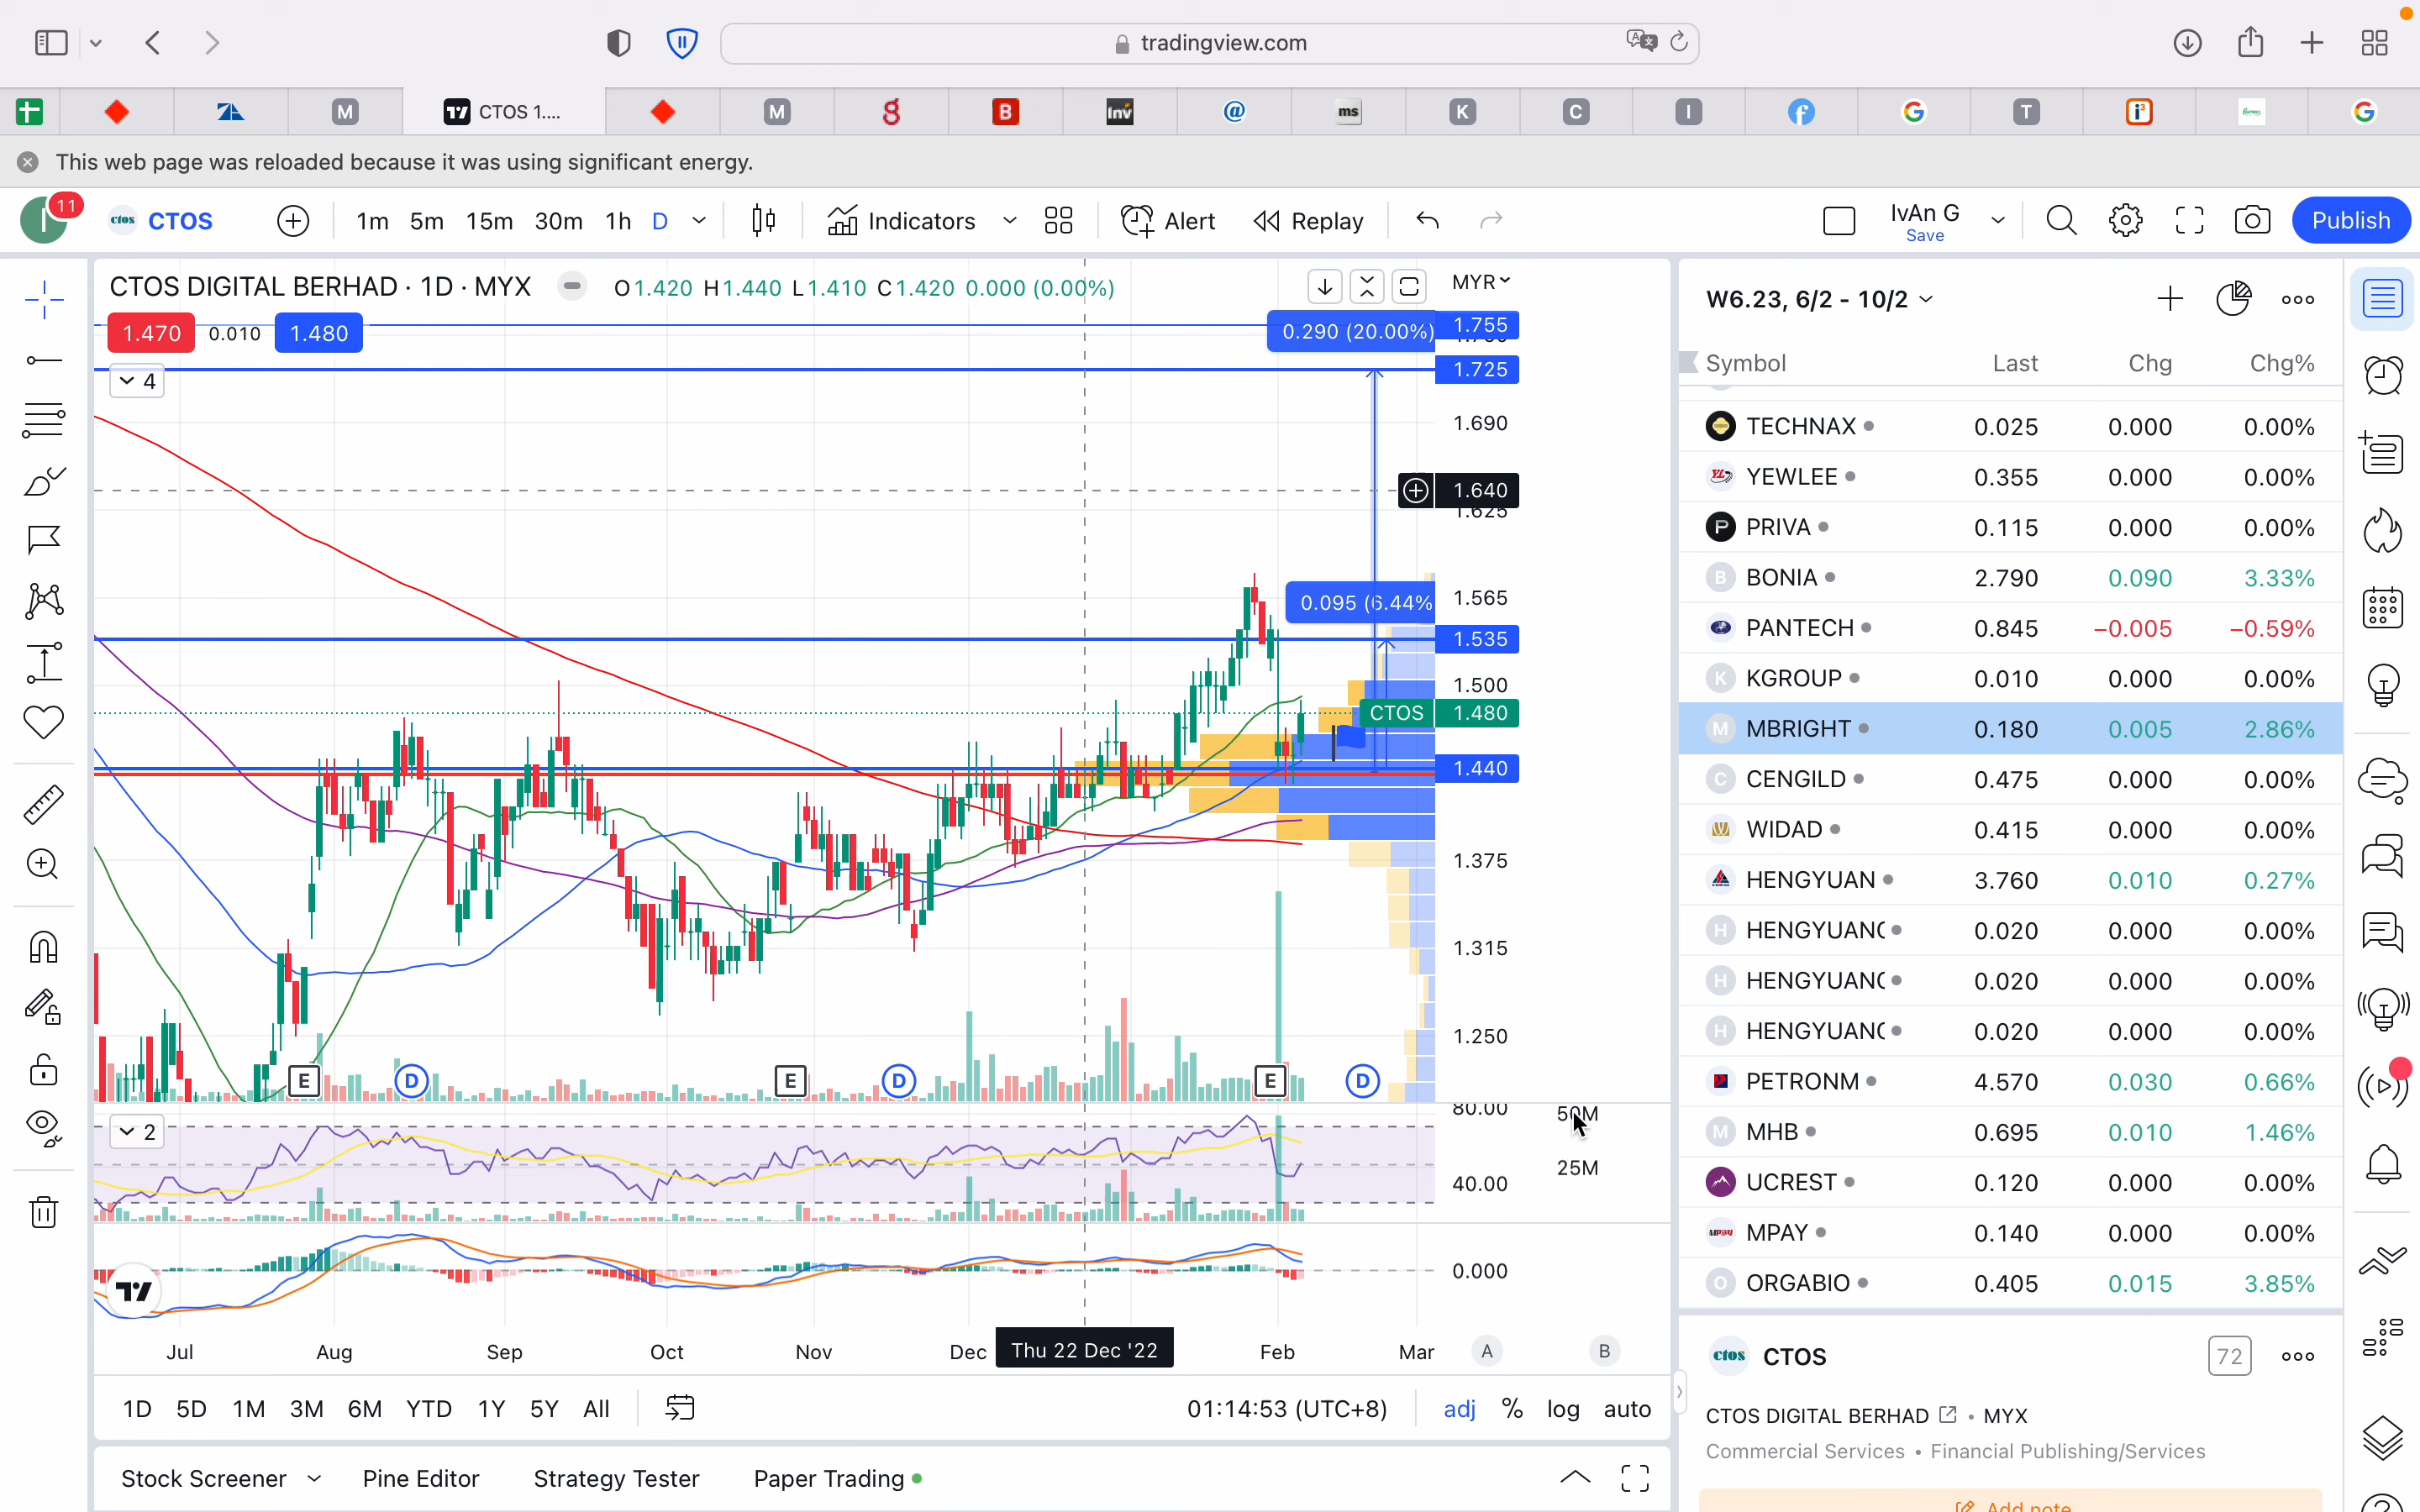 tradingview.com
M
CTOS 1....
M
g
B
inv
@
ms
K
C
I
f
G
T
G
This web page was reloaded because it was using significant energy.
I 11
ctos CTOS
1m 5m 15m 30m 1h D
Indicators
Alert
Replay
IvAn G
Save
Publish
CTOS DIGITAL BERHAD · 1D · MYX
O1.420 H1.440 L1.410 C1.420 0.000 (0.00%)
MYR
1.470 0.010 1.480
4
0.290 (20.00%)
1.755
1.725
1.690
1.640
1.625
0.095 (6.44%
1.565
1.535
1.500
CTOS 1.480
1.440
1.375
1.315
1.250
E D E D E D
80.00 50M
2
25M
40.00
0.000
Jul Aug Sep Oct Nov Dec Thu 22 Dec '22 Feb Mar A B
1D 5D 1M 3M 6M YTD 1Y 5Y All
01:14:53 (UTC+8) adj % log auto
Stock Screener Pine Editor Strategy Tester Paper Trading
W6.23, 6/2 - 10/2
Symbol Last Chg Chg%
TECHNAX 0.025 0.000 0.00%
YEWLEE 0.355 0.000 0.00%
P PRIVA 0.115 0.000 0.00%
B BONIA 2.790 0.090 3.33%
PANTECH 0.845 −0.005 −0.59%
K KGROUP 0.010 0.000 0.00%
M MBRIGHT 0.180 0.005 2.86%
C CENGILD 0.475 0.000 0.00%
WIDAD 0.415 0.000 0.00%
HENGYUAN 3.760 0.010 0.27%
H HENGYUANC 0.020 0.000 0.00%
H HENGYUANC 0.020 0.000 0.00%
H HENGYUANC 0.020 0.000 0.00%
PETRONM 4.570 0.030 0.66%
M MHB 0.695 0.010 1.46%
UCREST 0.120 0.000 0.00%
MPAY 0.140 0.000 0.00%
O ORGABIO 0.405 0.015 3.85%
ctos CTOS 72
CTOS DIGITAL BERHAD • MYX
Commercial Services • Financial Publishing/Services
Add note